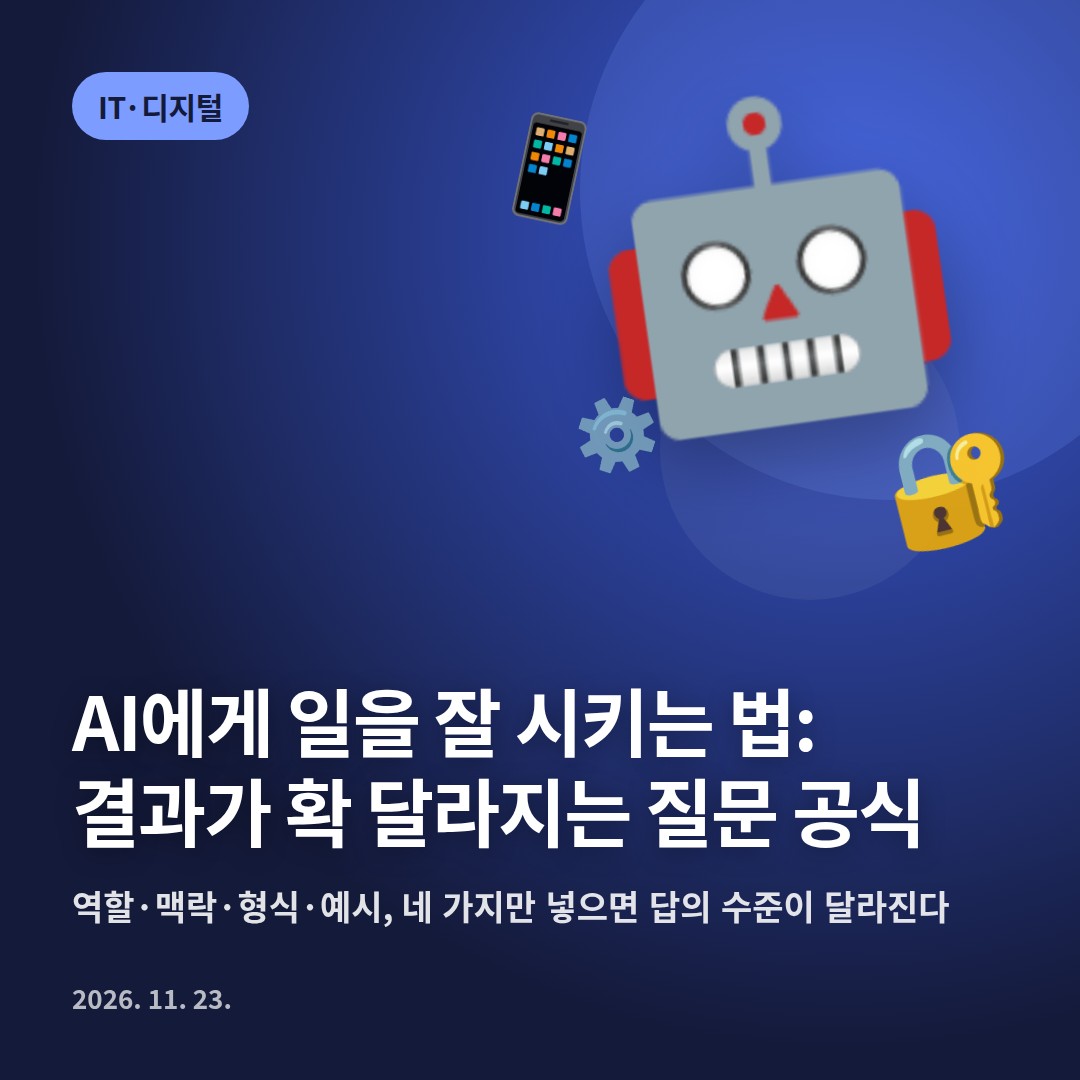 IT·디지털
AI에게 일을 잘 시키는 법:
결과가 확 달라지는 질문 공식
역할·맥락·형식·예시, 네 가지만 넣으면 답의 수준이 달라진다
2026. 11. 23.